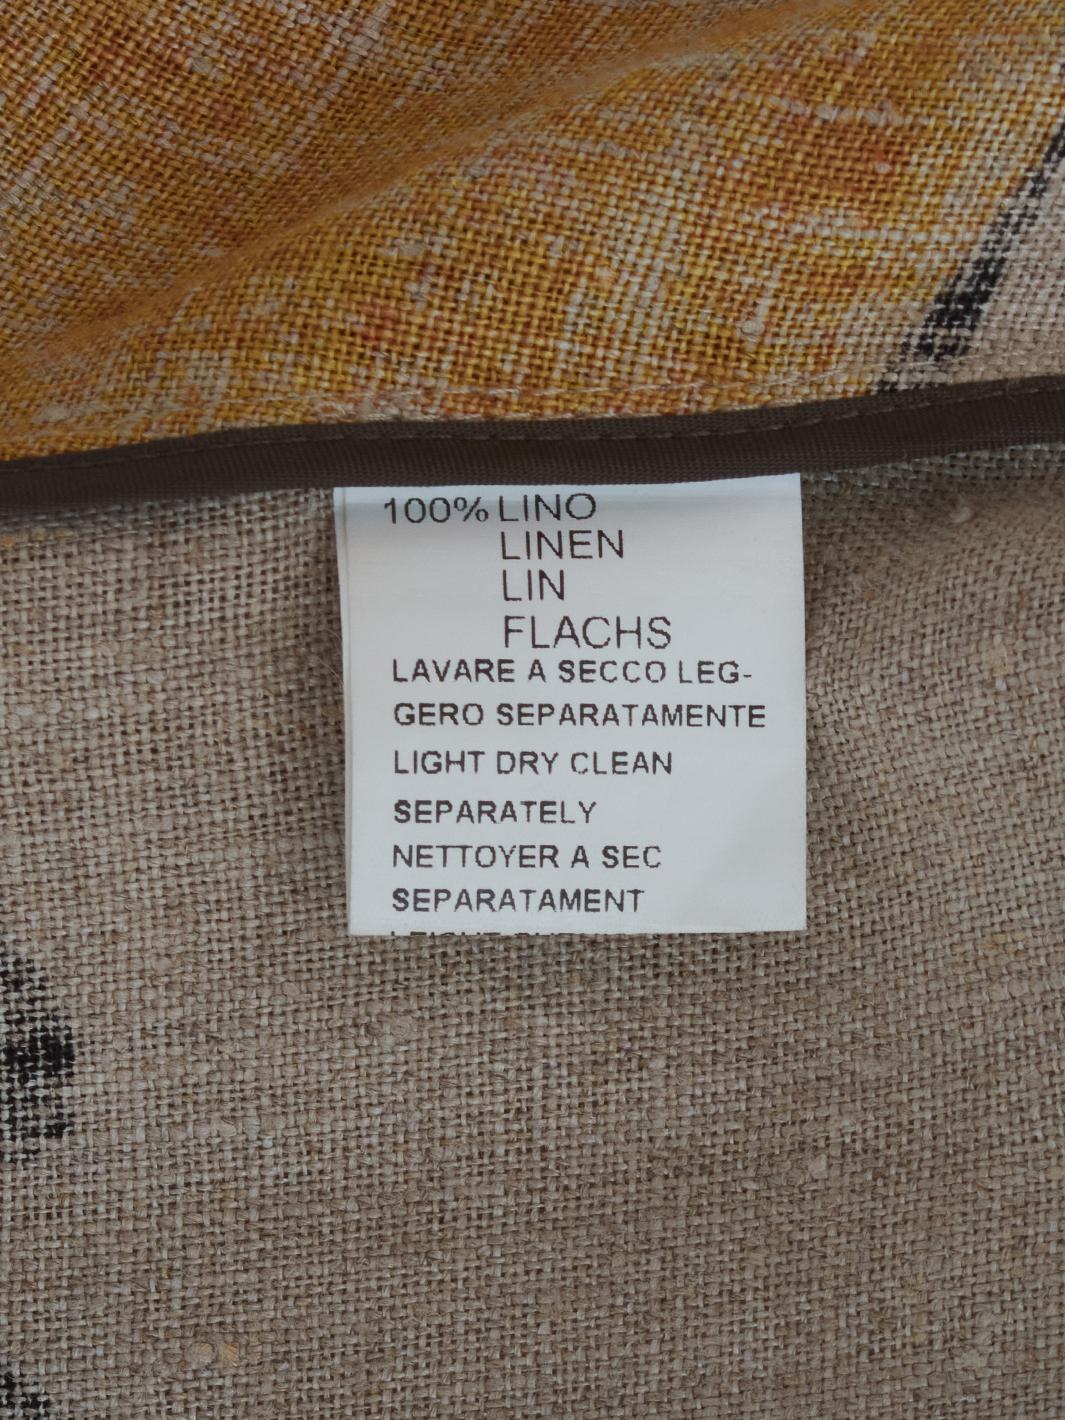 100% LINO
LINEN
LIN
FLACHS
LAVARE A SECCO LEG-
GERO SEPARATAMENTE
LIGHT DRY CLEAN
SEPARATELY
NETTOYER A SEC
SEPARATAMENT